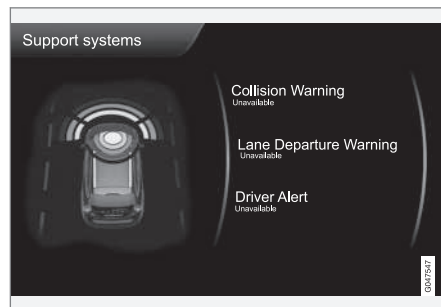 Support systems
Collision Warning
Unavailable
Lane Departure Warning
Unavailable
Driver Alert
Unavailable
G047547